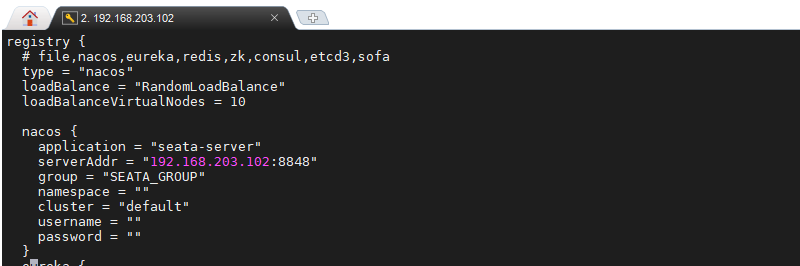 2. 192.168.203.102
registry {
# file,nacos,eureka,redis,zk,consul,etcd3,sofa
type = "nacos"
loadBalance = "RandomLoadBalance"
loadBalanceVirtualNodes = 10
nacos {
application = "seata-server"
serverAddr = "192.168.203.102:8848"
group = "SEATA_GROUP"
namespace = ""
cluster = "default"
username = ""
password = ""
}
eureka {